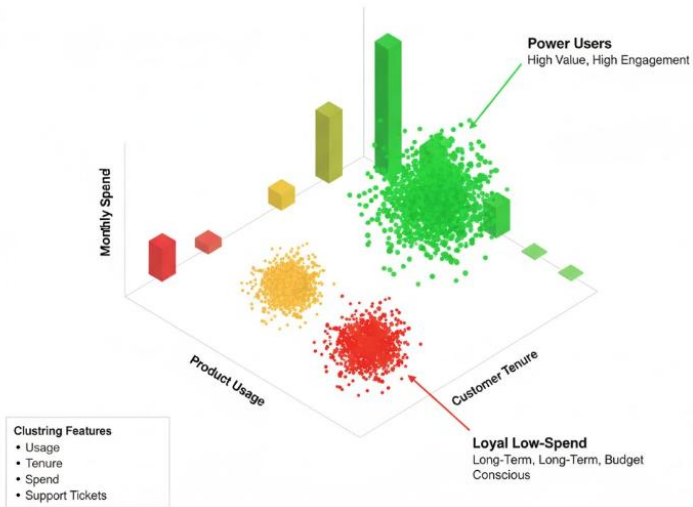 Power Users
High Value, High Engagement
Monthly Spend
Product Usage
Customer Tenure
Loyal Low-Spend
Long-Term, Long-Term, Budget
Conscious
Clustring Features
• Usage
• Tenure
• Spend
• Support Tickets